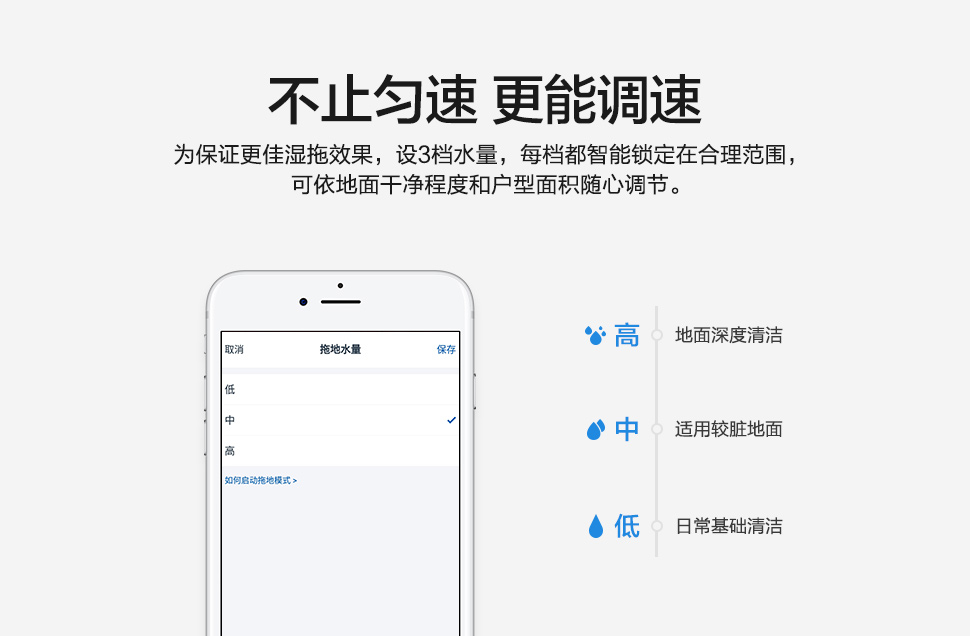 不止匀速 更能调速
为保证更佳湿拖效果，设3档水量，每档都智能锁定在合理范围，
可依地面干净程度和户型面积随心调节。
取消 拖地水量 保存
低
中
高
如何启动拖地模式 >
高 地面深度清洁
中 适用较脏地面
低 日常基础清洁